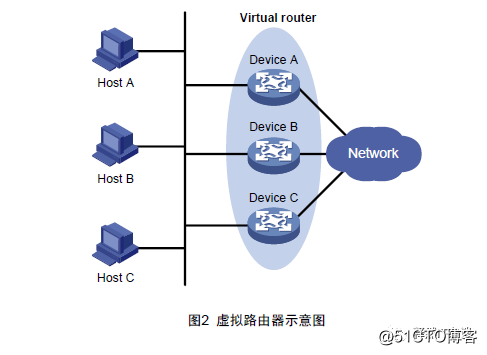 Virtual router
Host A
Device A
Host B
Device B
Network
Host C
Device C
图2 虚拟路由器示意图
@51CTO博客